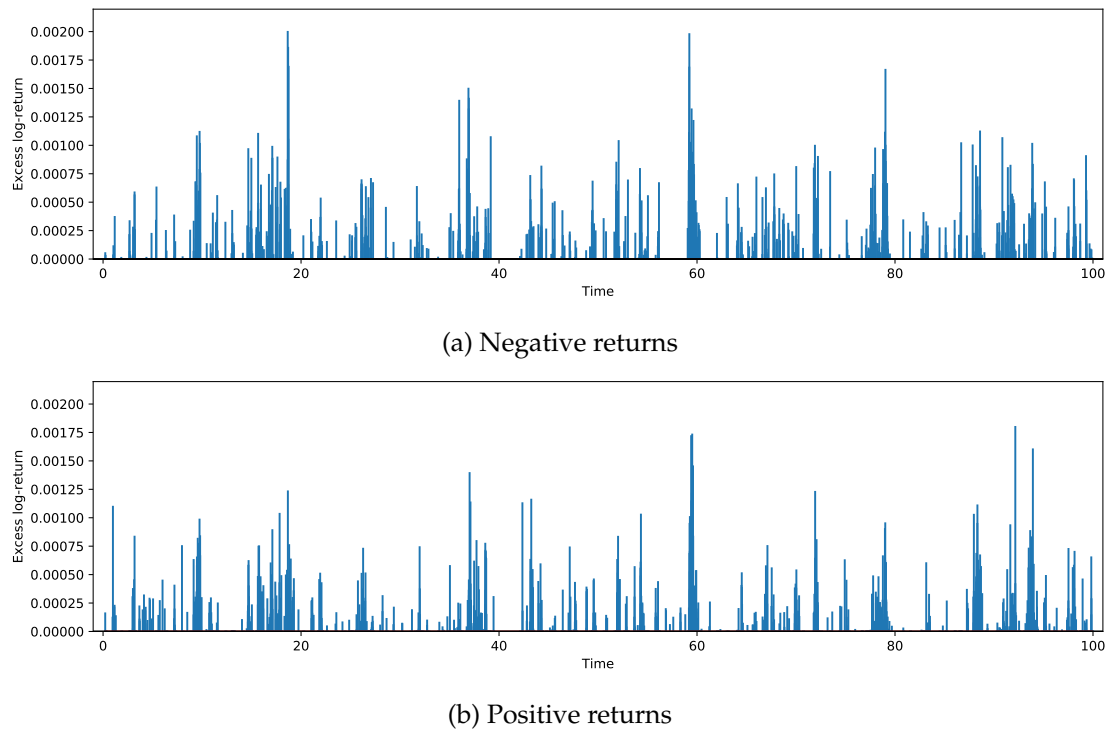 0.00200
0.00175
0.00150
0.00125
0.00100
0.00075
0.00050
0.00025
0.00000
Excess log-return
0 20 40 60 80 100
Time
(a) Negative returns
0.00200
0.00175
0.00150
0.00125
0.00100
0.00075
0.00050
0.00025
0.00000
Excess log-return
0 20 40 60 80 100
Time
(b) Positive returns